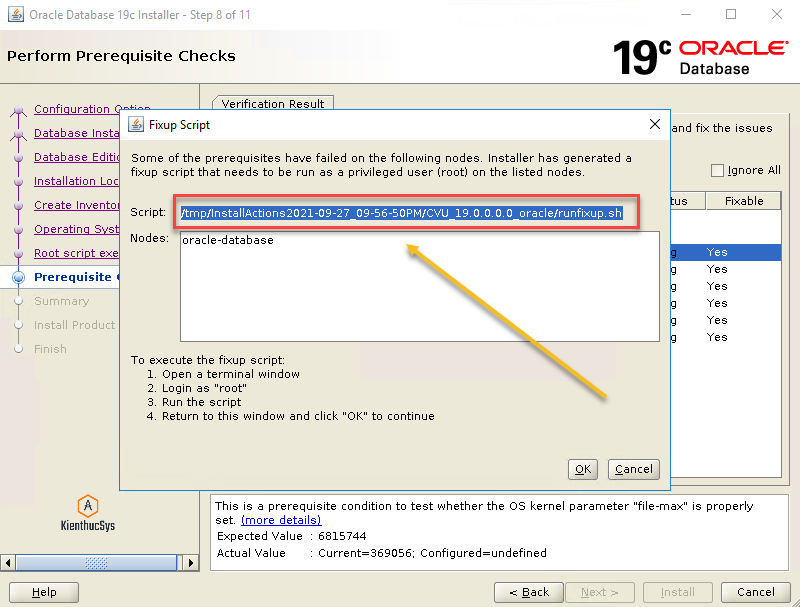 Oracle Database 19c Installer - Step 8 of 11
Perform Prerequisite Checks
19c ORACLE
Database
Configuration Option
Database Insta
Database Editio
Installation Loc
Create Inventor
Operating Syst
Root script exe
Prerequisite C
Summary
Install Product
Finish
Verification Result
and fix the issues
Ignore All
tus
Fixable
g Yes
g Yes
g Yes
g Yes
g Yes
g Yes
Fixup Script
Some of the prerequisites have failed on the following nodes. Installer has generated a
fixup script that needs to be run as a privileged user (root) on the listed nodes.
Script: /tmp/InstallActions2021-09-27_09-56-50PM/CVU_19.0.0.0.0_oracle/runfixup.sh
Nodes: oracle-database
To execute the fixup script:
1. Open a terminal window
2. Login as "root"
3. Run the script
4. Return to this window and click "OK" to continue
OK
Cancel
KienthucSys
This is a prerequisite condition to test whether the OS kernel parameter "file-max" is properly
set. (more details)
Expected Value : 6815744
Actual Value : Current=369056; Configured=undefined
Help
< Back
Next >
Install
Cancel